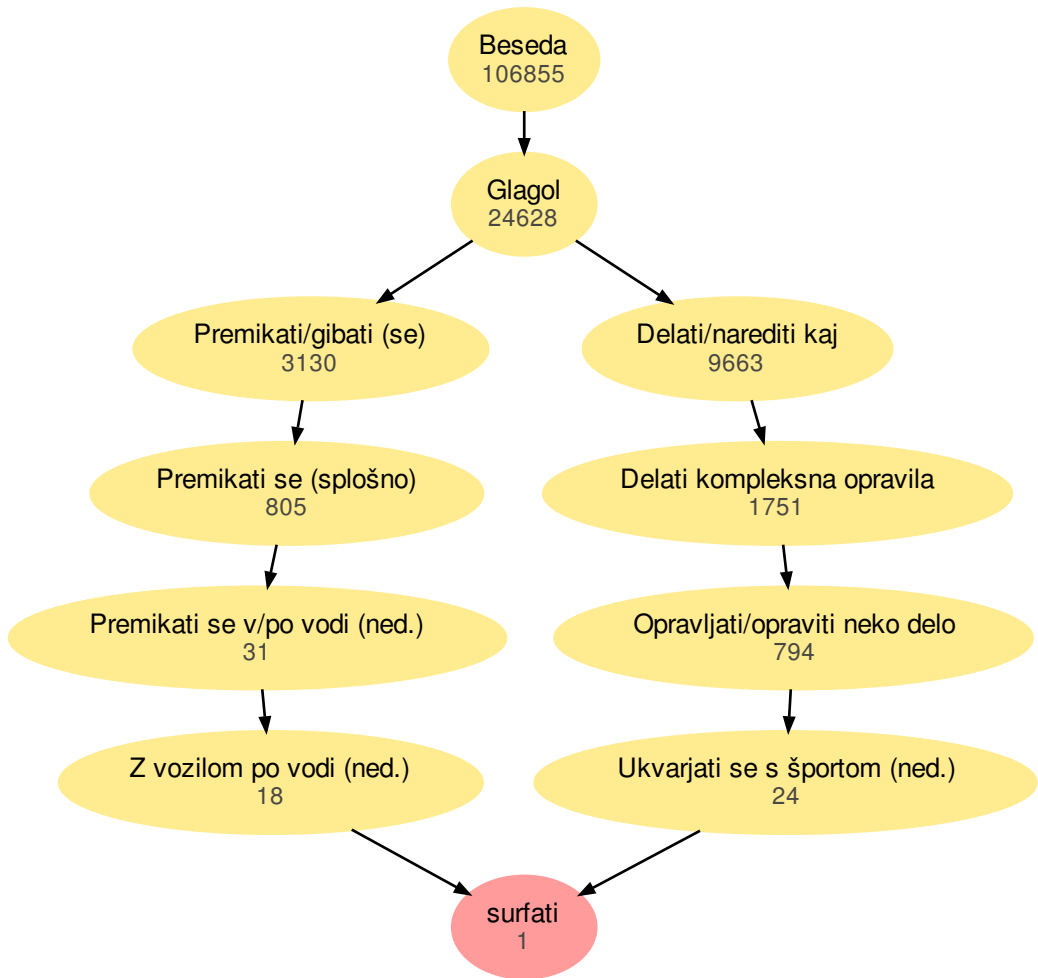 Beseda
106855
Glagol
24628
Premikati/gibati (se)
3130
Delati/narediti kaj
9663
Premikati se (splošno)
805
Delati kompleksna opravila
1751
Premikati se v/po vodi (ned.)
31
Opravljati/opraviti neko delo
794
Z vozilom po vodi (ned.)
18
Ukvarjati se s športom (ned.)
24
surfati
1